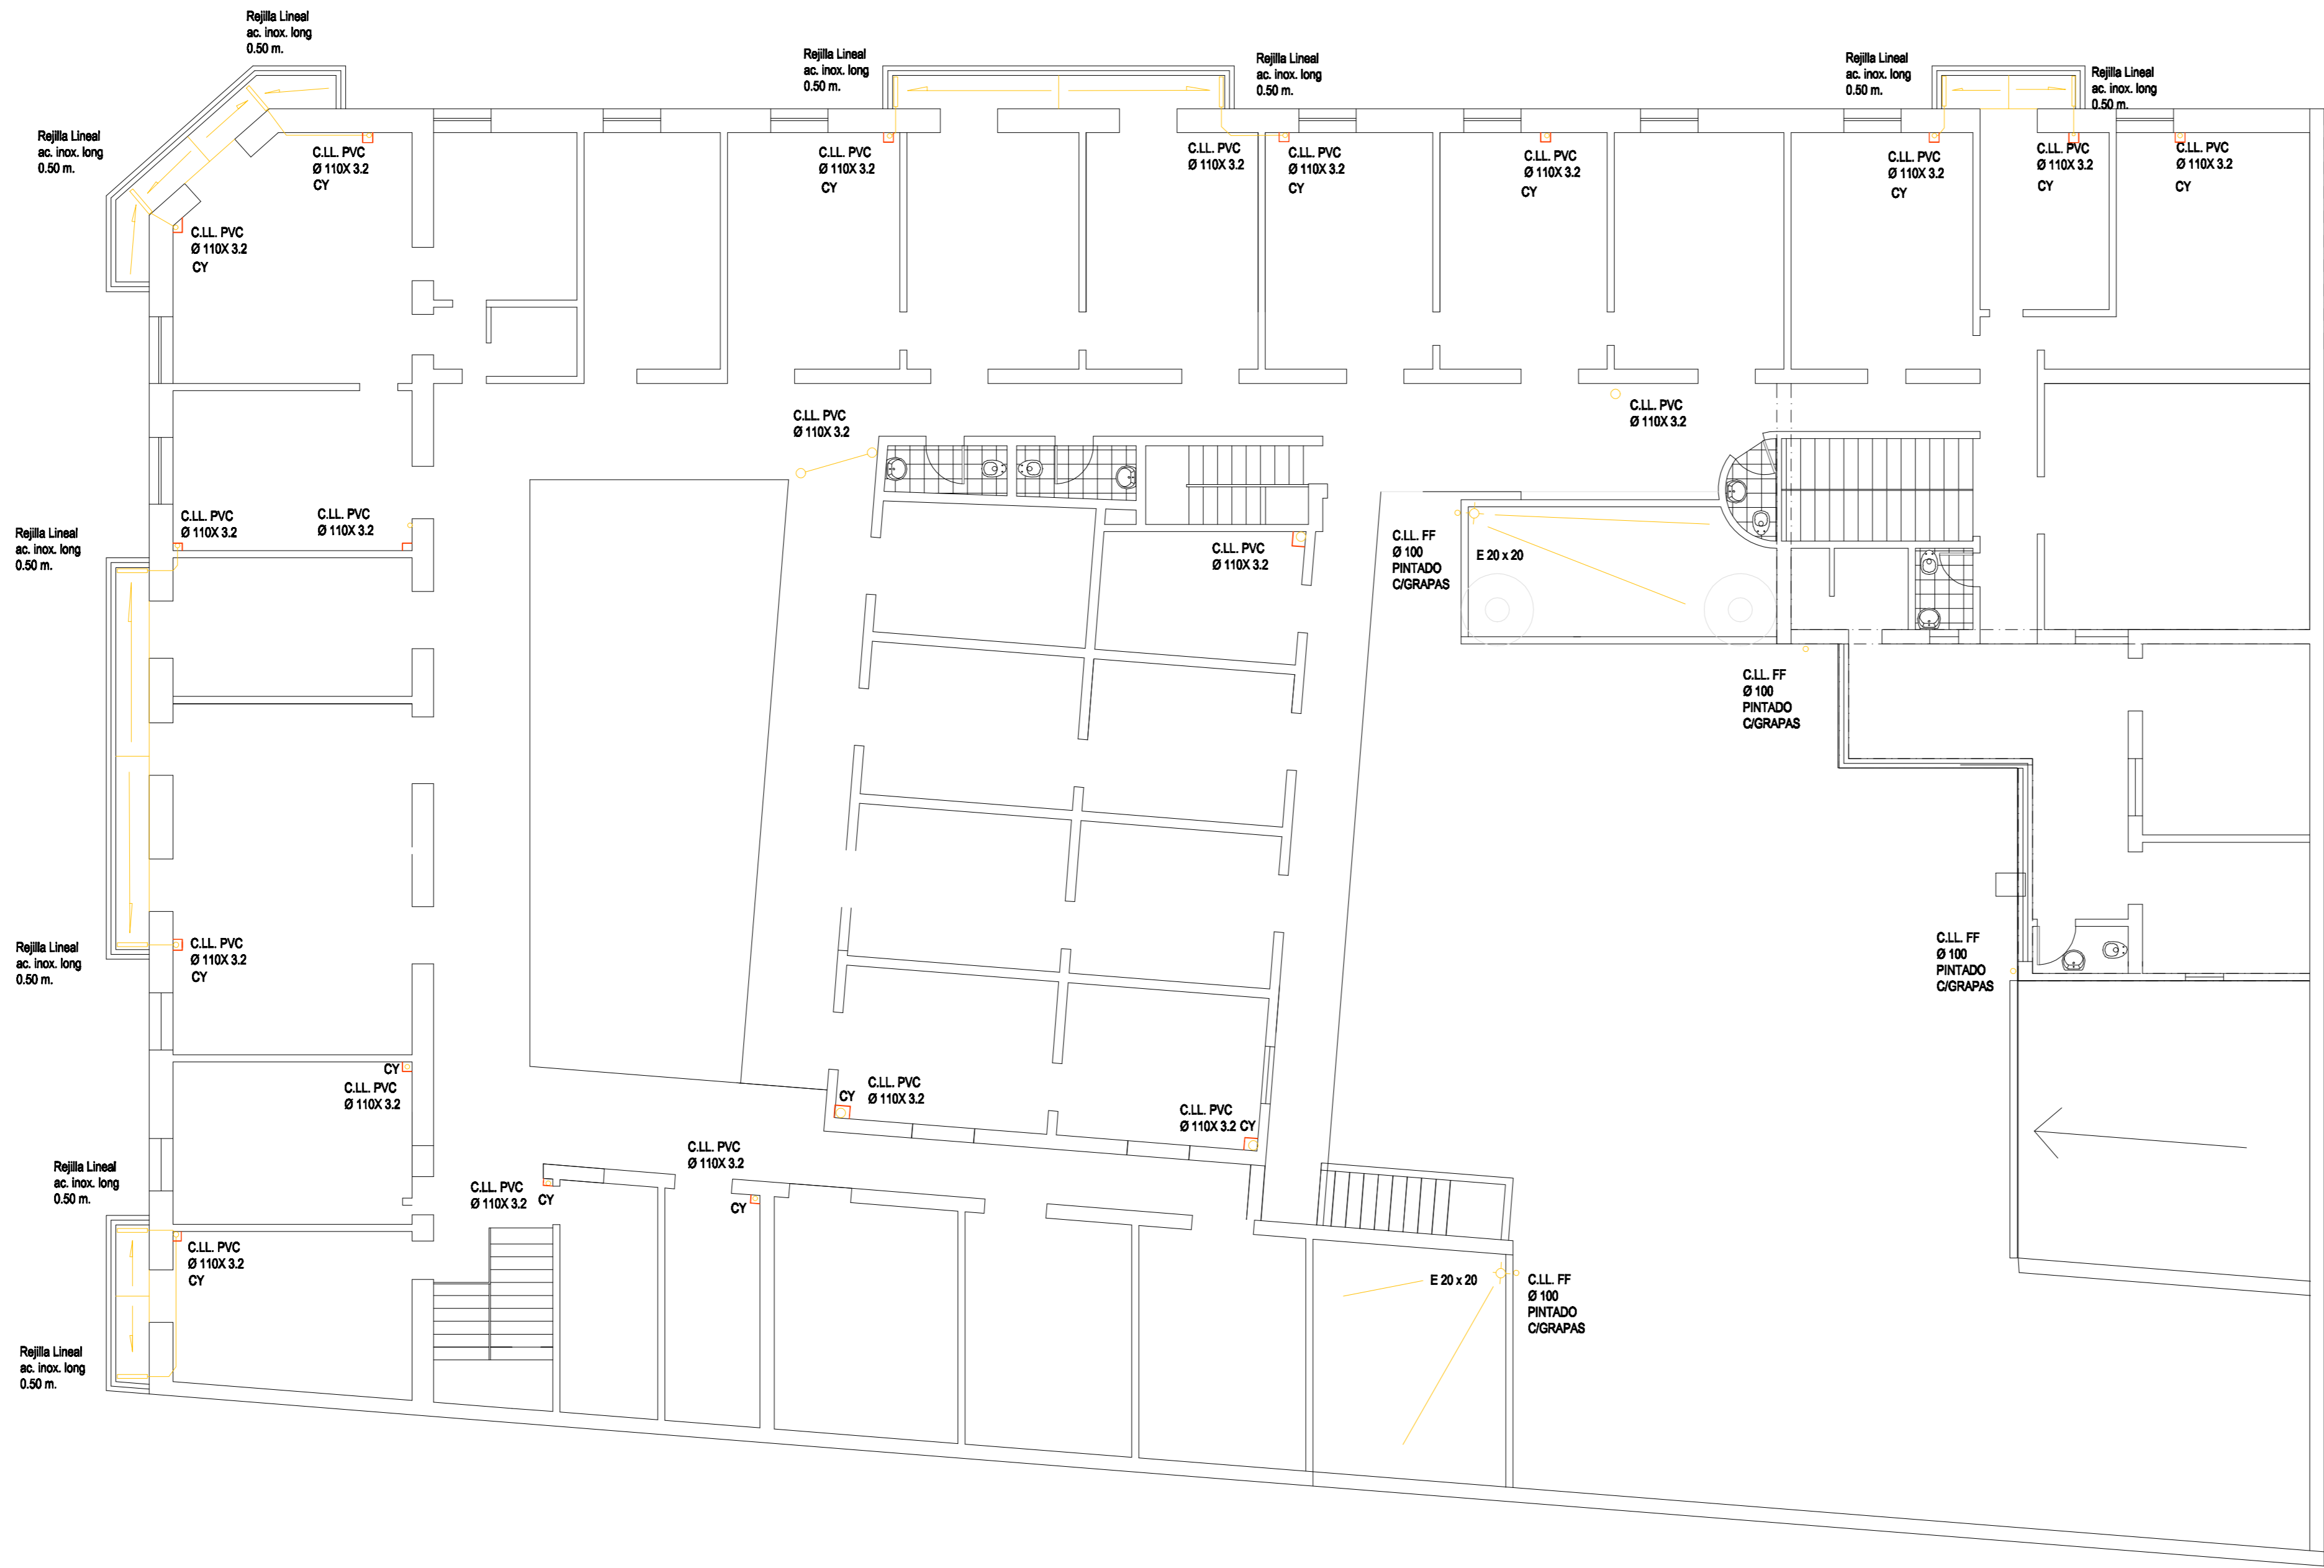 Rejilla Lineal
ac. inox. long
0.50 m.
Rejilla Lineal
ac. inox. long
0.50 m.
Rejilla Lineal
ac. inox. long
0.50 m.
Rejilla Lineal
ac. inox. long
0.50 m.
Rejilla Lineal
ac. inox. long
0.50 m.
Rejilla Lineal
ac. inox. long
0.50 m.
C.LL. PVC
Ø 110X 3.2
CY
C.LL. PVC
Ø 110X 3.2
CY
C.LL. PVC
Ø 110X 3.2
C.LL. PVC
Ø 110X 3.2
CY
C.LL. PVC
Ø 110X 3.2
CY
C.LL. PVC
Ø 110X 3.2
CY
C.LL. PVC
Ø 110X 3.2
CY
C.LL. PVC
Ø 110X 3.2
CY
C.LL. PVC
Ø 110X 3.2
CY
C.LL. PVC
Ø 110X 3.2
C.LL. PVC
Ø 110X 3.2
Rejilla Lineal
ac. inox. long
0.50 m.
C.LL. PVC
Ø 110X 3.2
C.LL. PVC
Ø 110X 3.2
C.LL. PVC
Ø 110X 3.2
C.LL. FF
Ø 100
PINTADO
C/GRAPAS
E 20 x 20
C.LL. FF
Ø 100
PINTADO
C/GRAPAS
Rejilla Lineal
ac. inox. long
0.50 m.
C.LL. PVC
Ø 110X 3.2
CY
C.LL. FF
Ø 100
PINTADO
C/GRAPAS
CY
C.LL. PVC
Ø 110X 3.2
CY
C.LL. PVC
Ø 110X 3.2
C.LL. PVC
Ø 110X 3.2 CY
Rejilla Lineal
ac. inox. long
0.50 m.
C.LL. PVC
Ø 110X 3.2
CY
C.LL. PVC
Ø 110X 3.2
CY
C.LL. PVC
Ø 110X 3.2
CY
E 20 x 20
C.LL. FF
Ø 100
PINTADO
C/GRAPAS
Rejilla Lineal
ac. inox. long
0.50 m.